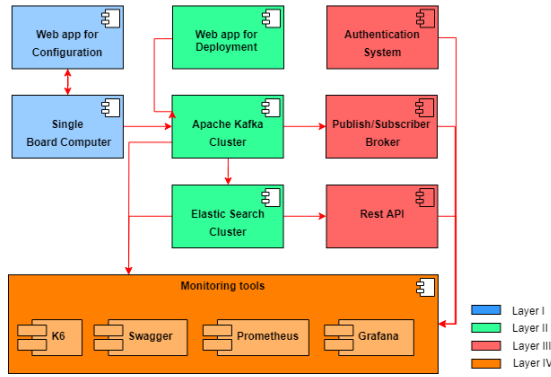 Web app for
Configuration
Web app for
Deployment
Authentication
System
Single
Board Computer
Apache Kafka
Cluster
Publish/Subscriber
Broker
Elastic Search
Cluster
Rest API
Monitoring tools
K6
Swagger
Prometheus
Grafana
Layer I
Layer II
Layer III
Layer IV